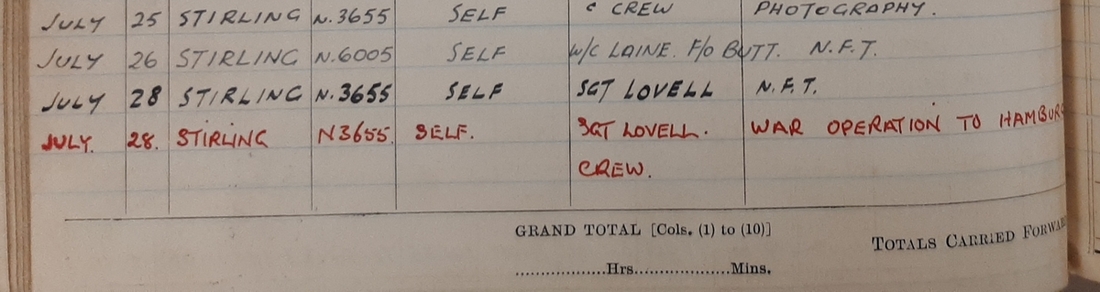 JULY 25 STIRLING N.3655 SELF & CREW PHOTOGRAPHY.
JULY 26 STIRLING N.6005 SELF W/C LAINE. F/O BUTT. N.F.T.
JULY 28 STIRLING N.3655 SELF SGT LOVELL N.F.T.
JULY. 28. STIRLING N3655. SELF. SGT LOVELL. WAR OPERATION TO HAMBURG
CREW.
GRAND TOTAL [Cols. (1) to (10)] TOTALS CARRIED FORWARD
..................Hrs..................Mins.